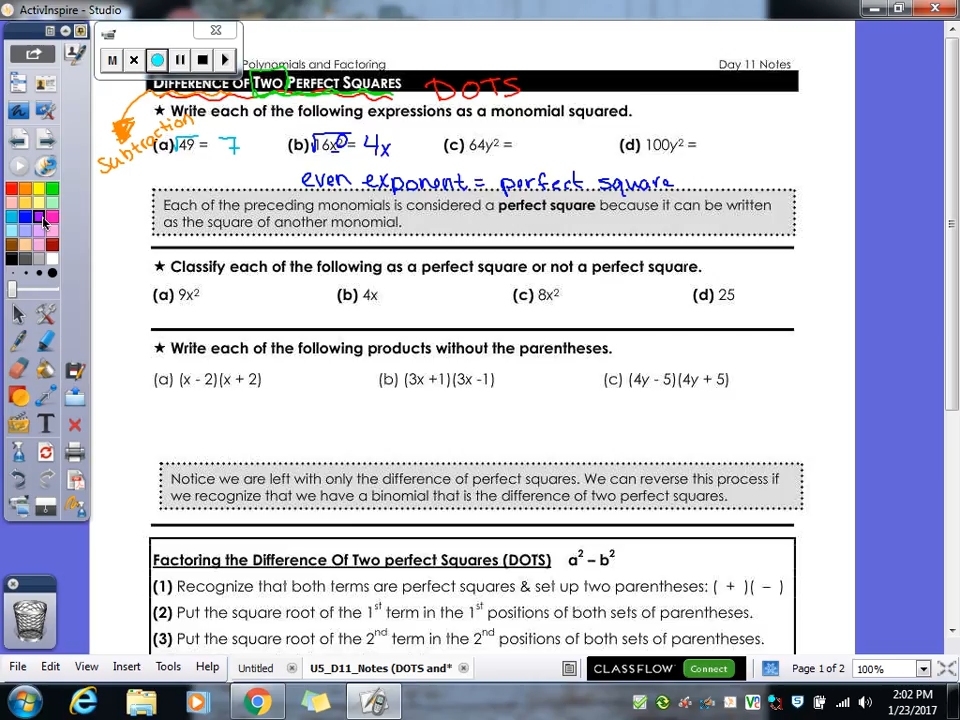 ActivInspire - Studio
Polynomials and Factoring Day 11 Notes
DIFFERENCE OF TWO PERFECT SQUARES DOTS
★ Write each of the following expressions as a monomial squared.
Subtraction
(a) √49 = 7 (b) √16x² = 4x (c) 64y² = (d) 100y² =
even exponent = perfect square
Each of the preceding monomials is considered a perfect square because it can be written
as the square of another monomial.
★ Classify each of the following as a perfect square or not a perfect square.
(a) 9x² (b) 4x (c) 8x² (d) 25
★ Write each of the following products without the parentheses.
(a) (x - 2)(x + 2) (b) (3x +1)(3x -1) (c) (4y - 5)(4y + 5)
Notice we are left with only the difference of perfect squares. We can reverse this process if
we recognize that we have a binomial that is the difference of two perfect squares.
Factoring the Difference Of Two perfect Squares (DOTS) a² – b²
(1) Recognize that both terms are perfect squares & set up two parentheses: ( + )( – )
(2) Put the square root of the 1st term in the 1st positions of both sets of parentheses.
(3) Put the square root of the 2nd term in the 2nd positions of both sets of parentheses.
File Edit View Insert Tools Help Untitled U5_D11_Notes (DOTS and* CLASSFLOW Connect Page 1 of 2 100%
2:02 PM
1/23/2017